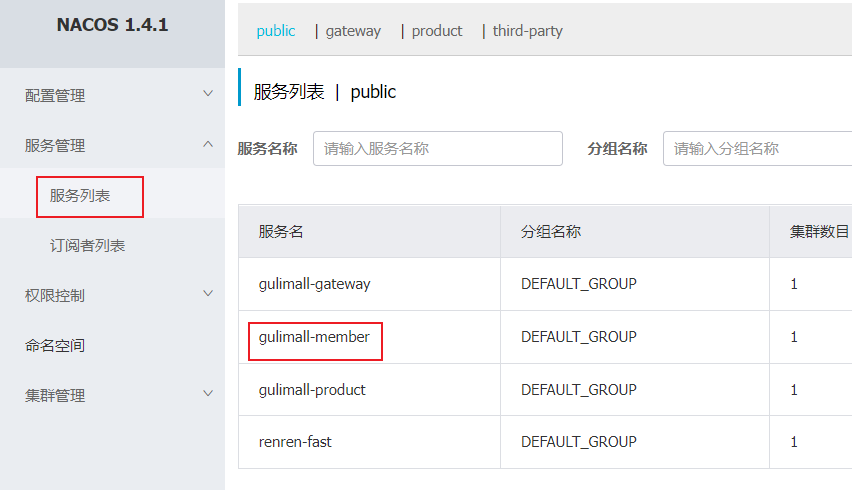 NACOS 1.4.1
配置管理
服务管理
服务列表
订阅者列表
权限控制
命名空间
集群管理
public | gateway | product | third-party
服务列表 | public
服务名称 请输入服务名称 分组名称 请输入分组名称
服务名 分组名称 集群数目
gulimall-gateway DEFAULT_GROUP 1
gulimall-member DEFAULT_GROUP 1
gulimall-product DEFAULT_GROUP 1
renren-fast DEFAULT_GROUP 1